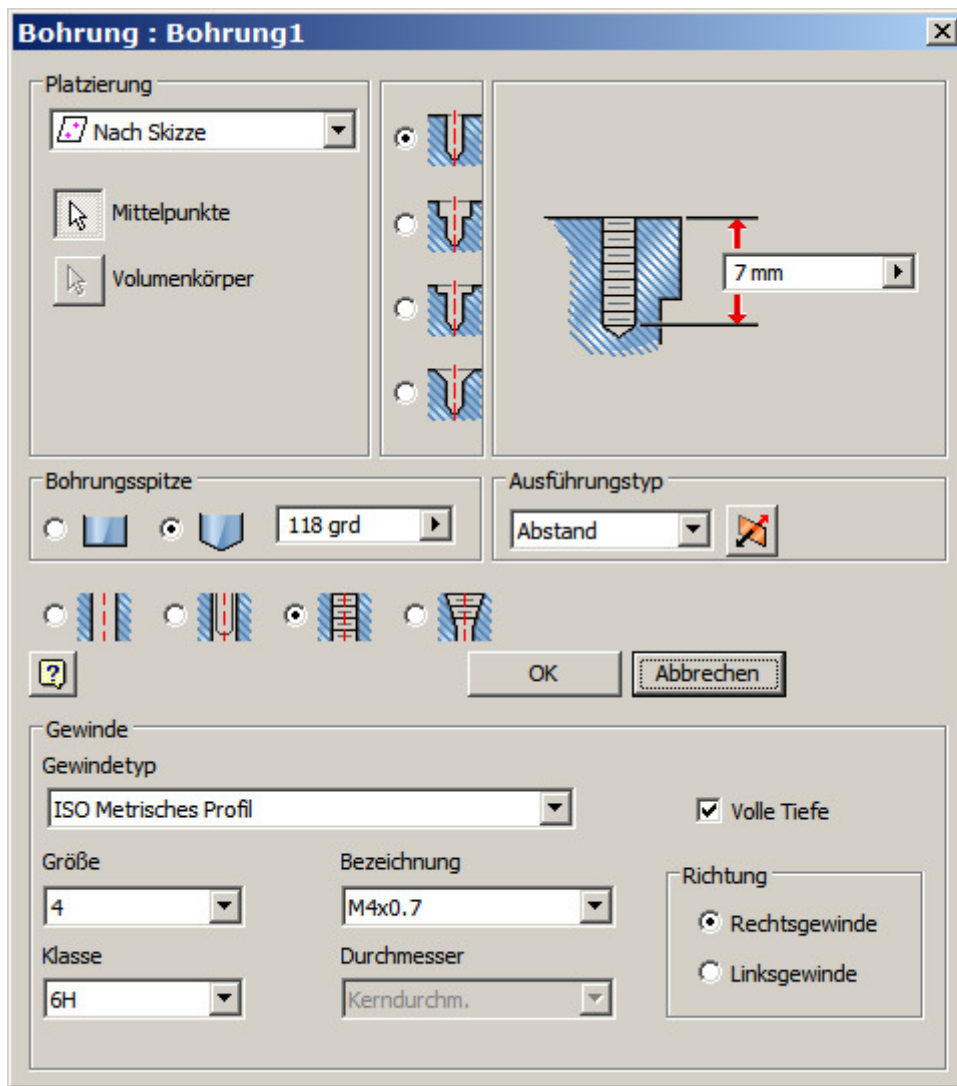 Bohrung : Bohrung1
Platzierung
Nach Skizze
Mittelpunkte
Volumenkörper
7 mm
Bohrungsspitze
118 grd
Ausführungstyp
Abstand
OK
Abbrechen
Gewinde
Gewindetyp
ISO Metrisches Profil
Volle Tiefe
Größe
Bezeichnung
4
M4x0.7
Richtung
Rechtsgewinde
Klasse
Durchmesser
Linksgewinde
6H
Kerndurchm.